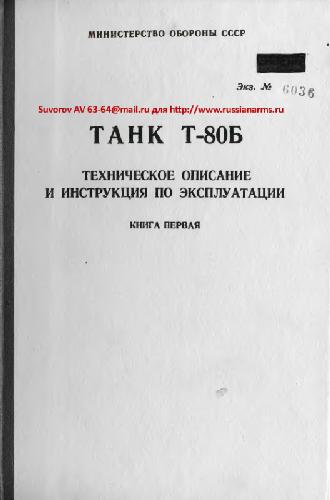 МИНИСТЕРСТВО ОБОРОНЫ СССР
Экз. № 6036
Suvorov AV 63-64@mail.ru для http://www.russianarms.ru
ТАНК Т-80Б
ТЕХНИЧЕСКОЕ ОПИСАНИЕ
И ИНСТРУКЦИЯ ПО ЭКСПЛУАТАЦИИ
КНИГА ПЕРВАЯ